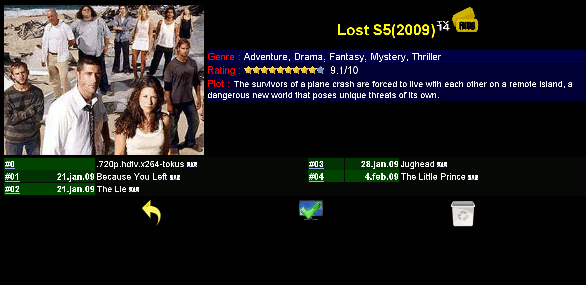 Lost S5(2009)
14
Genre : Adventure, Drama, Fantasy, Mystery, Thriller
Rating : 9.1/10
Plot : The survivors of a plane crash are forced to live with each other on a remote island, a
dangerous new world that poses unique threats of its own.
#0 .720p.hdtv.x264-tokus
#01 21.jan.09 Because You Left
#02 21.jan.09 The Lie
#03 28.jan.09 Jughead
#04 4.feb.09 The Little Prince